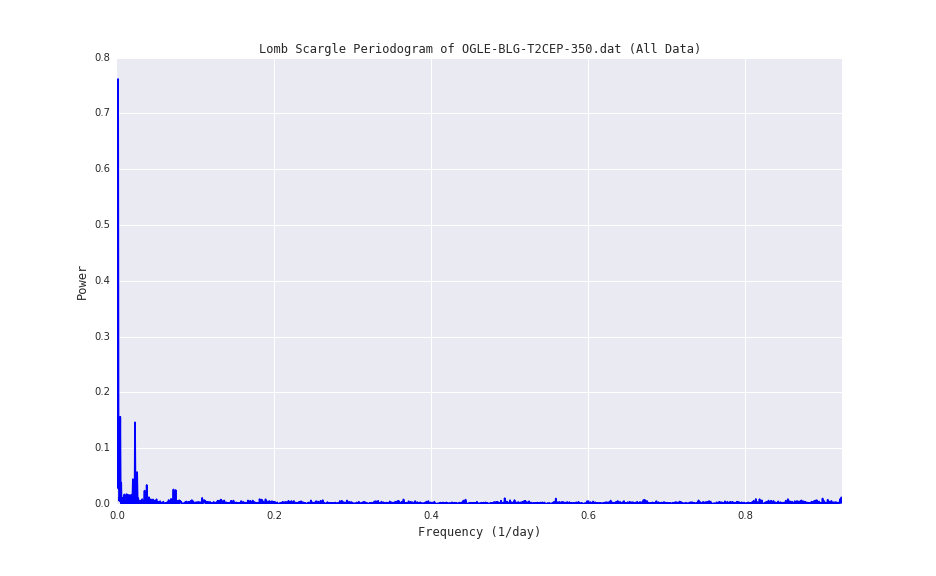 Lomb Scargle Periodogram of OGLE-BLG-T2CEP-350.dat (All Data)
0.8
0.7
0.6
0.5
0.4
0.3
0.2
0.1
0.0
Power
0.0 0.2 0.4 0.6 0.8
Frequency (1/day)